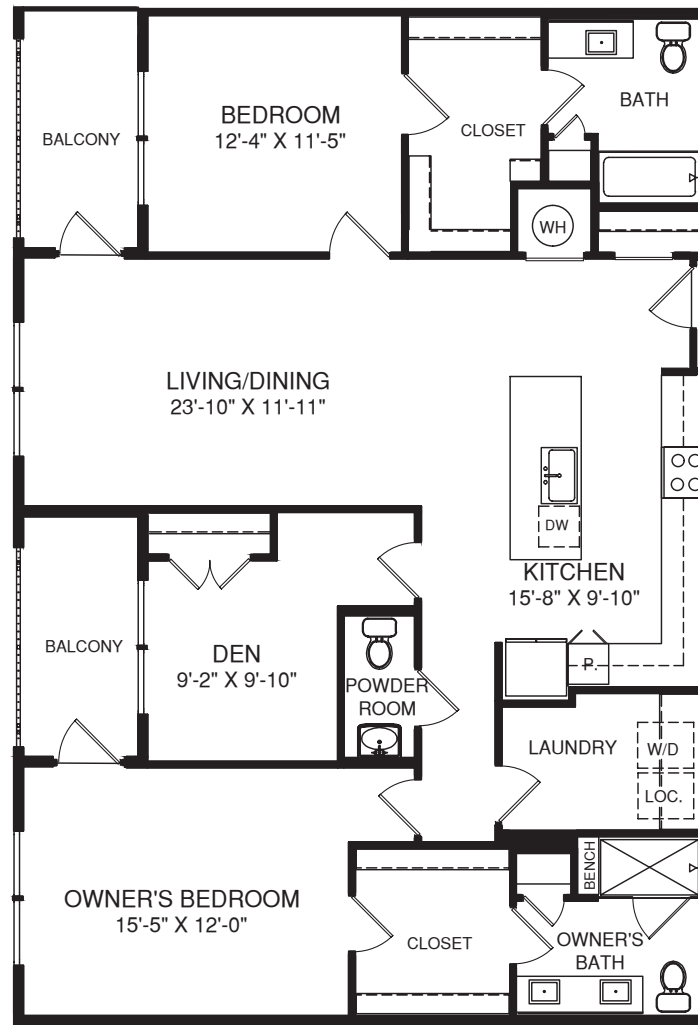 BALCONY
BEDROOM
12'-4" X 11'-5"
CLOSET
BATH
WH
LIVING/DINING
23'-10" X 11'-11"
DW
KITCHEN
15'-8" X 9'-10"
P.
BALCONY
DEN
9'-2" X 9'-10"
POWDER
ROOM
LAUNDRY
W/D
LOC.
OWNER'S BEDROOM
15'-5" X 12'-0"
CLOSET
BENCH
OWNER'S
BATH